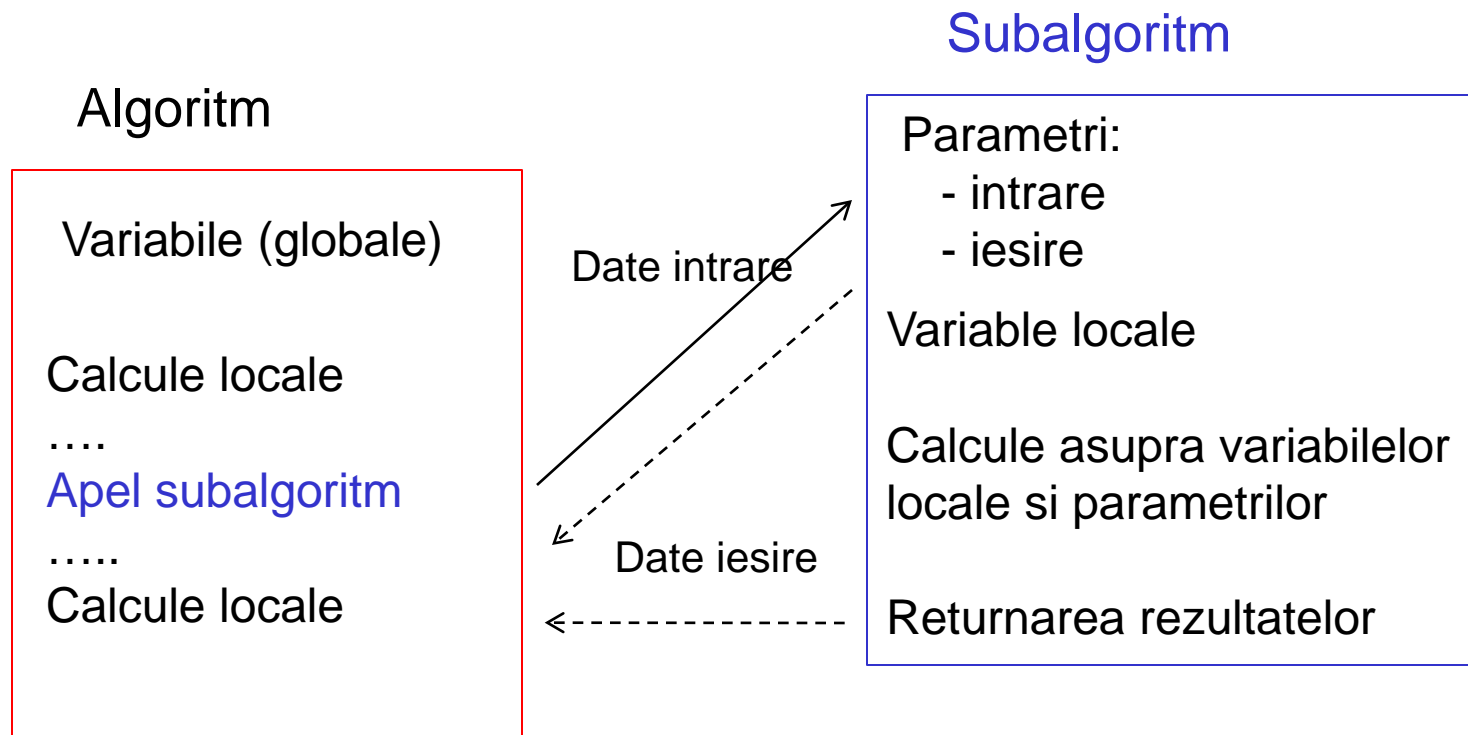 Subalgoritm
Algoritm
Variabile (globale)
Calcule locale
….
Apel subalgoritm
…..
Calcule locale
Date intrare
Date iesire
Parametri:
- intrare
- iesire
Variable locale
Calcule asupra variabilelor
locale si parametrilor
Returnarea rezultatelor